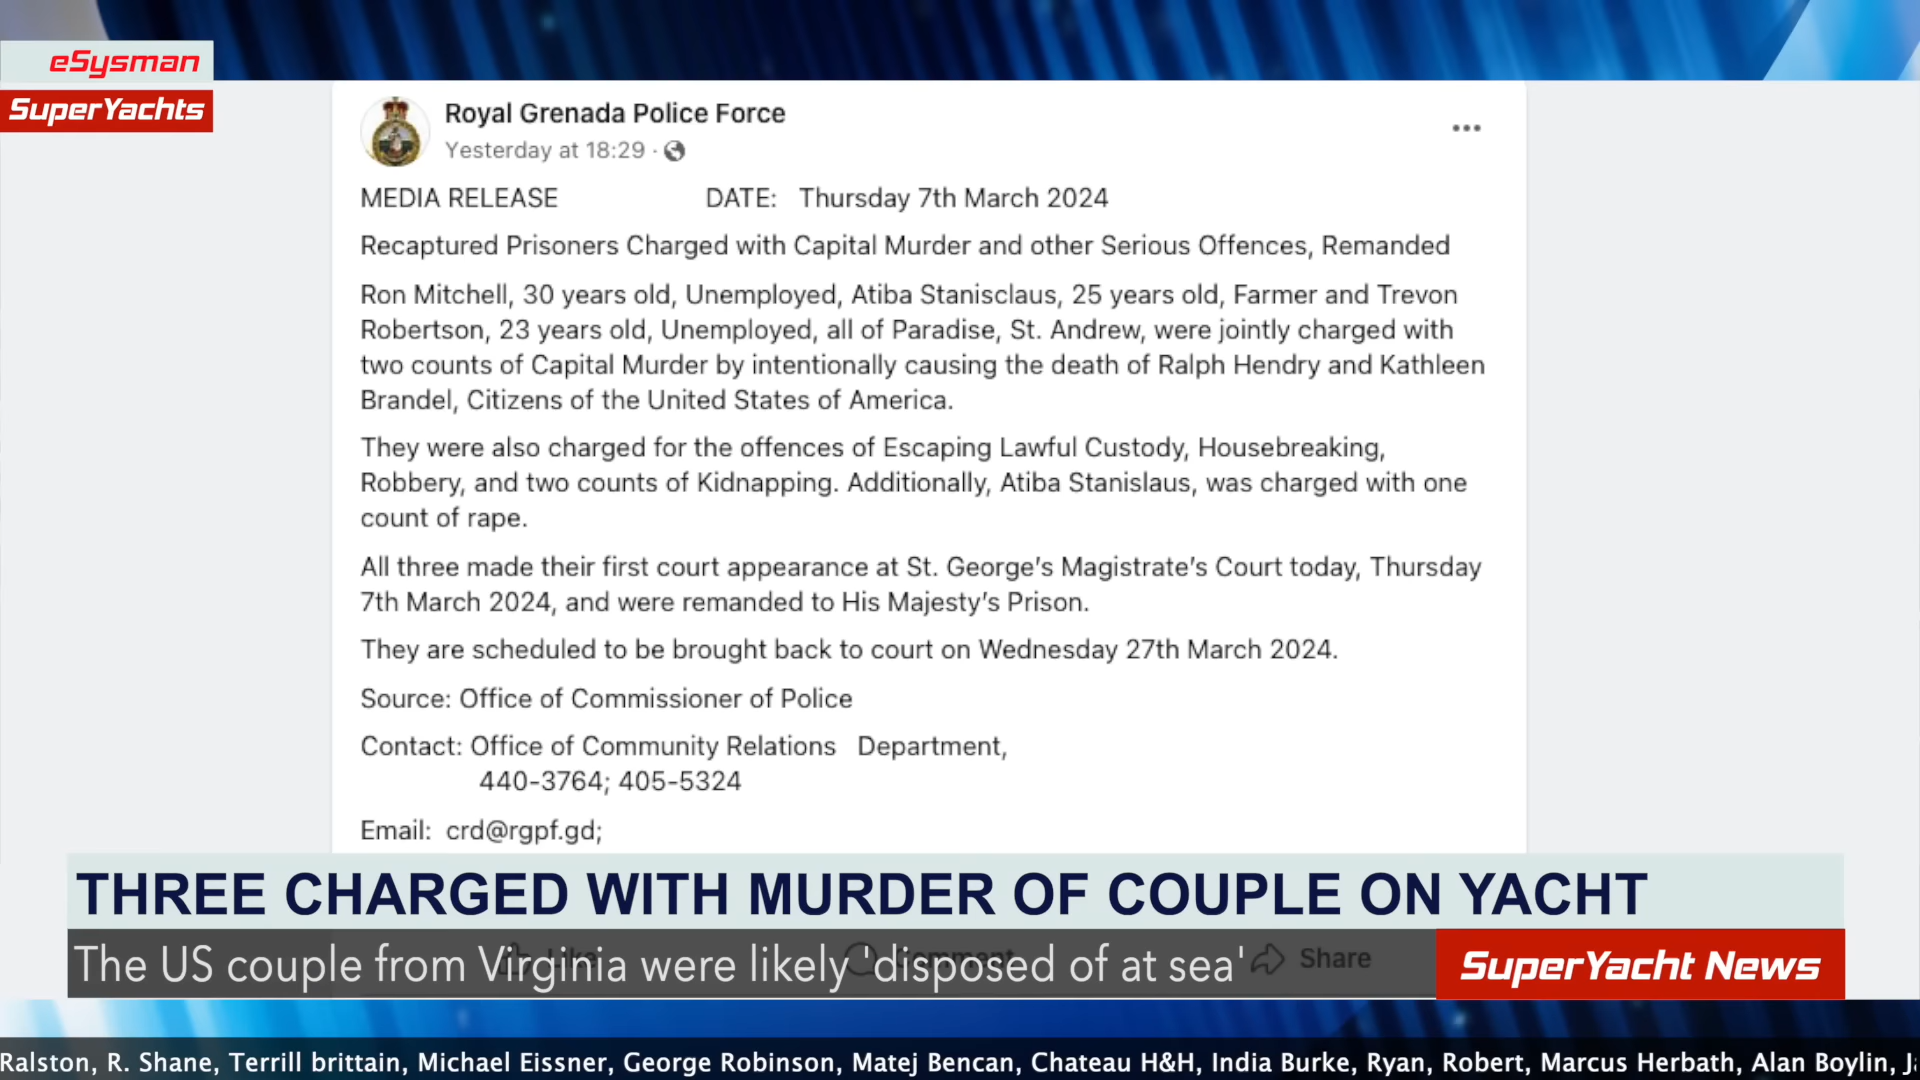 eSysman
SuperYachts
Royal Grenada Police Force
Yesterday at 18:29 ·
MEDIA RELEASE DATE: Thursday 7th March 2024
Recaptured Prisoners Charged with Capital Murder and other Serious Offences, Remanded
Ron Mitchell, 30 years old, Unemployed, Atiba Stanisclaus, 25 years old, Farmer and Trevon
Robertson, 23 years old, Unemployed, all of Paradise, St. Andrew, were jointly charged with
two counts of Capital Murder by intentionally causing the death of Ralph Hendry and Kathleen
Brandel, Citizens of the United States of America.
They were also charged for the offences of Escaping Lawful Custody, Housebreaking,
Robbery, and two counts of Kidnapping. Additionally, Atiba Stanislaus, was charged with one
count of rape.
All three made their first court appearance at St. George's Magistrate's Court today, Thursday
7th March 2024, and were remanded to His Majesty's Prison.
They are scheduled to be brought back to court on Wednesday 27th March 2024.
Source: Office of Commissioner of Police
Contact: Office of Community Relations Department,
440-3764; 405-5324
Email: crd@rgpf.gd;
THREE CHARGED WITH MURDER OF COUPLE ON YACHT
Like Comment Share
The US couple from Virginia were likely 'disposed of at sea'
SuperYacht News
Ralston, R. Shane, Terrill brittain, Michael Eissner, George Robinson, Matej Bencan, Chateau H&H, India Burke, Ryan, Robert, Marcus Herbath, Alan Boylin,